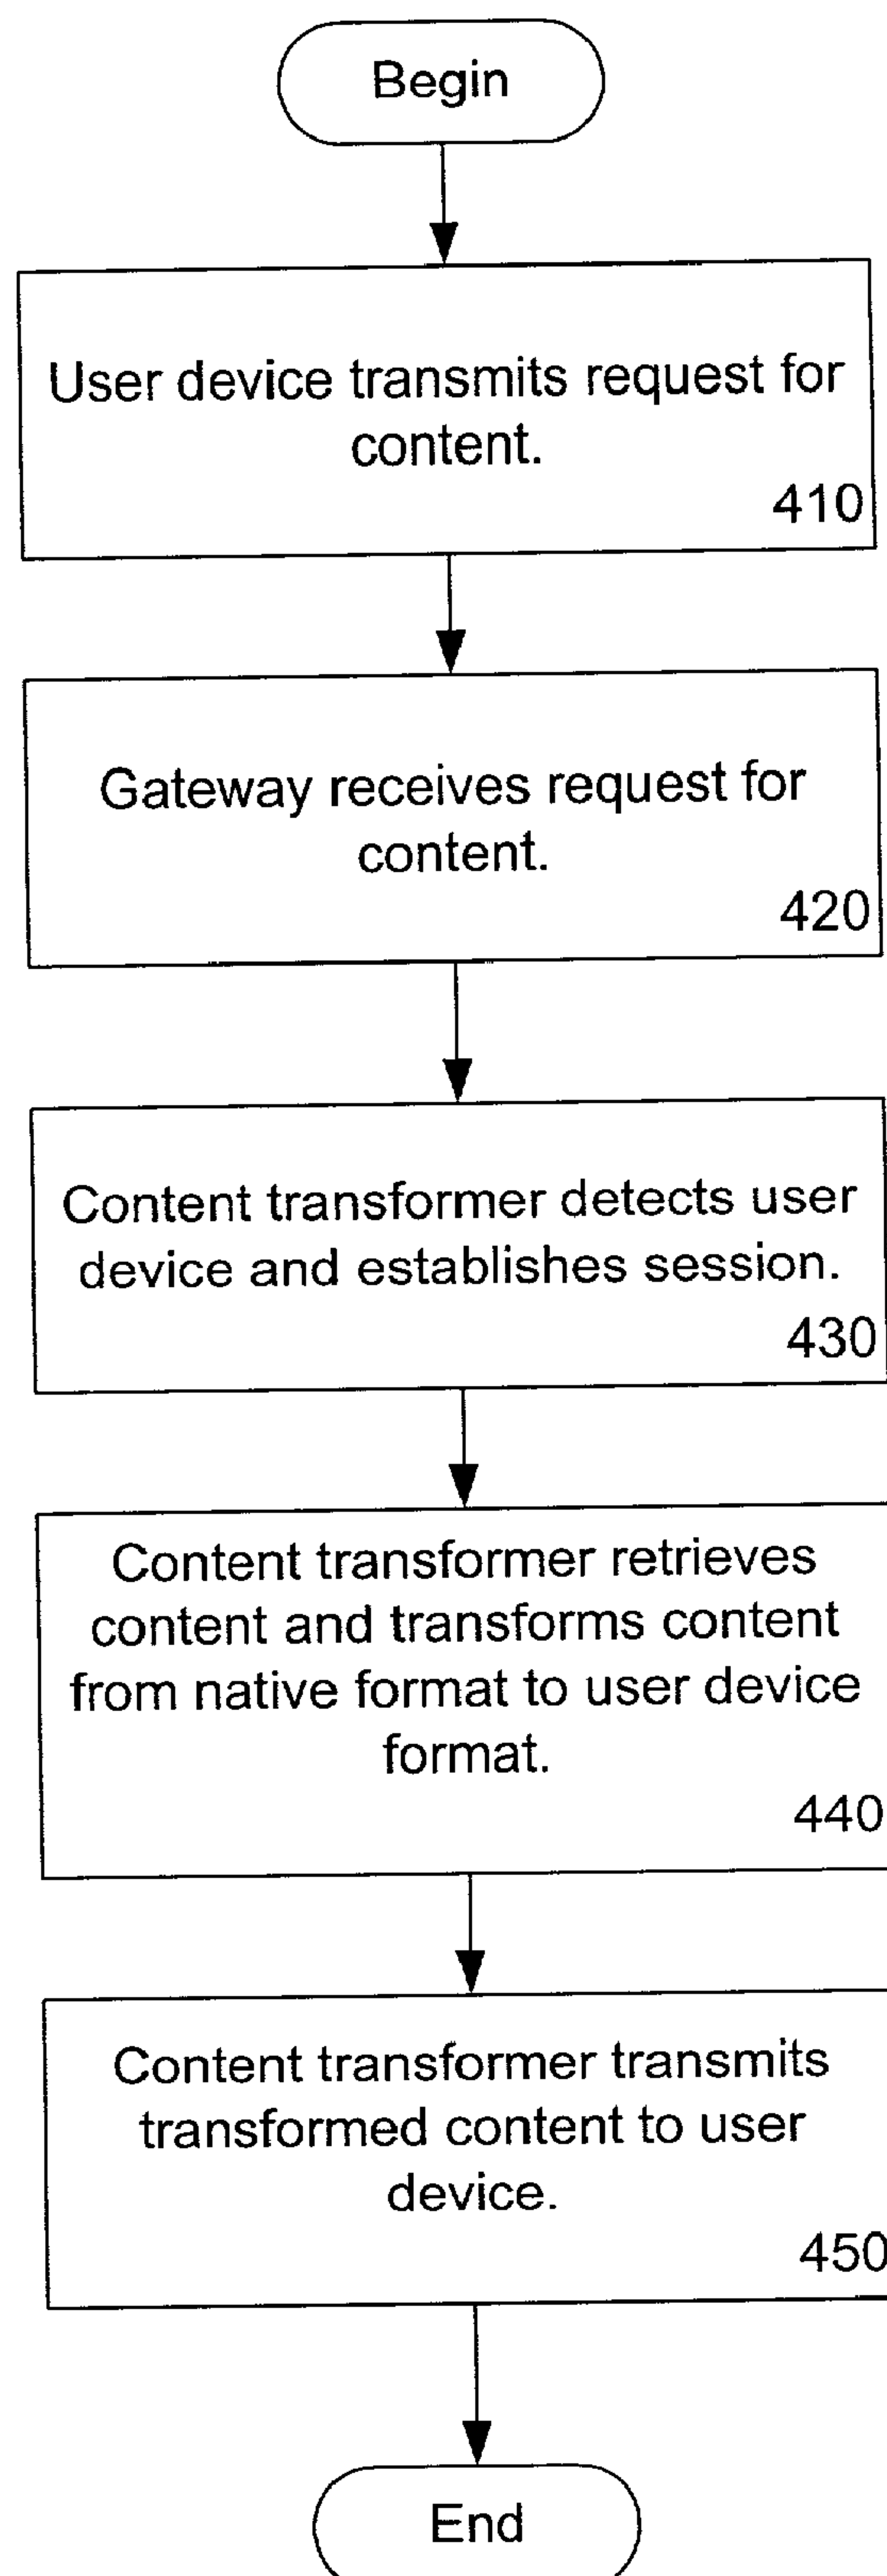 Begin
User device transmits request for
content.
410
Gateway receives request for
content.
420
Content transformer detects user
device and establishes session.
430
Content transformer retrieves
content and transforms content
from native format to user device
format.
440
Content transformer transmits
transformed content to user
device.
450
End